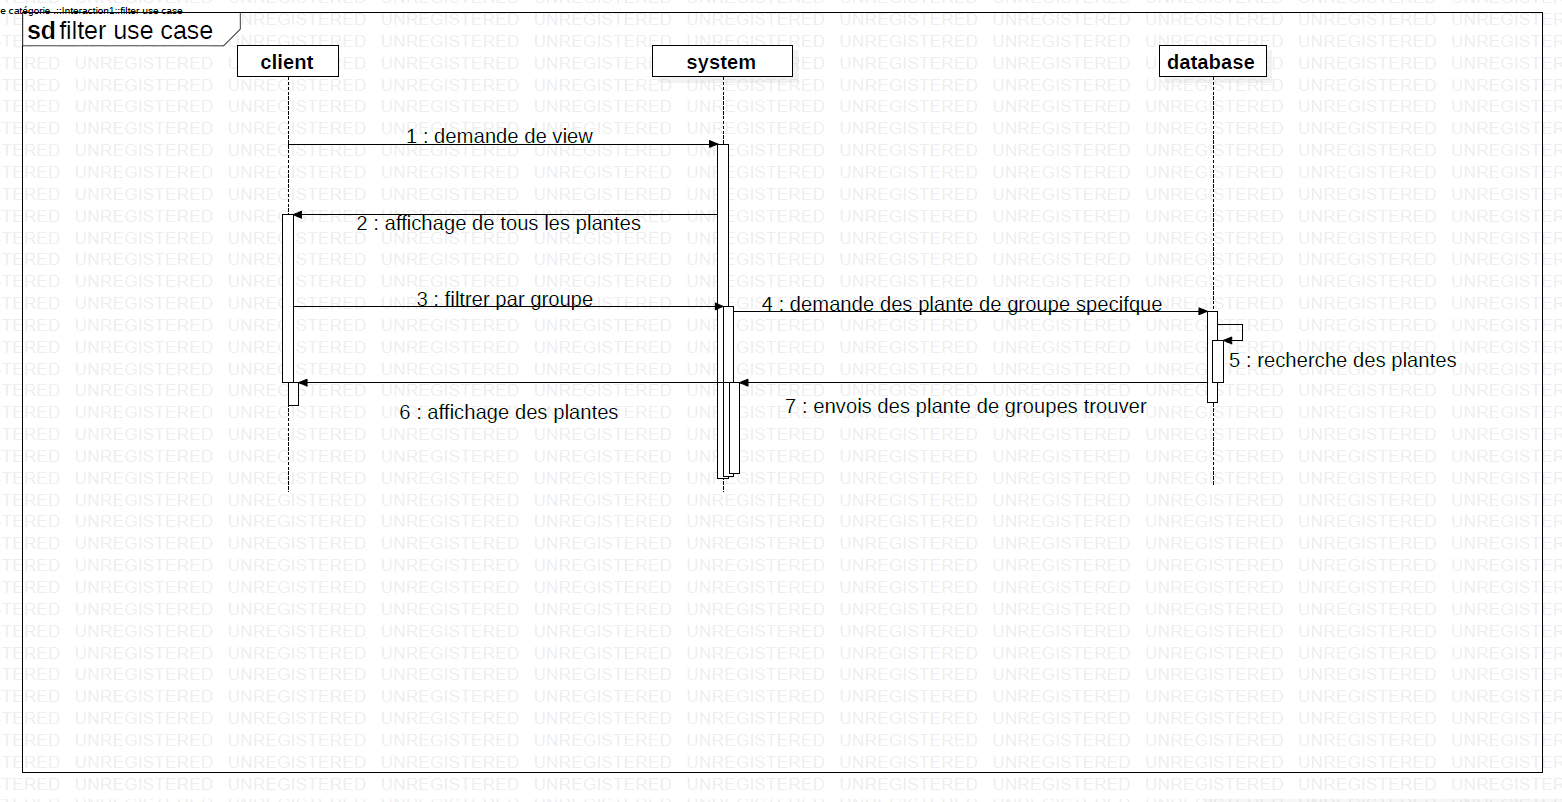 e catégorie .::Interaction1::filter use case
sd filter use case
client
system
database
1 : demande de view
2 : affichage de tous les plantes
3 : filtrer par groupe
4 : demande des plante de groupe specifque
5 : recherche des plantes
6 : affichage des plantes
7 : envois des plante de groupes trouver
UNREGISTERED